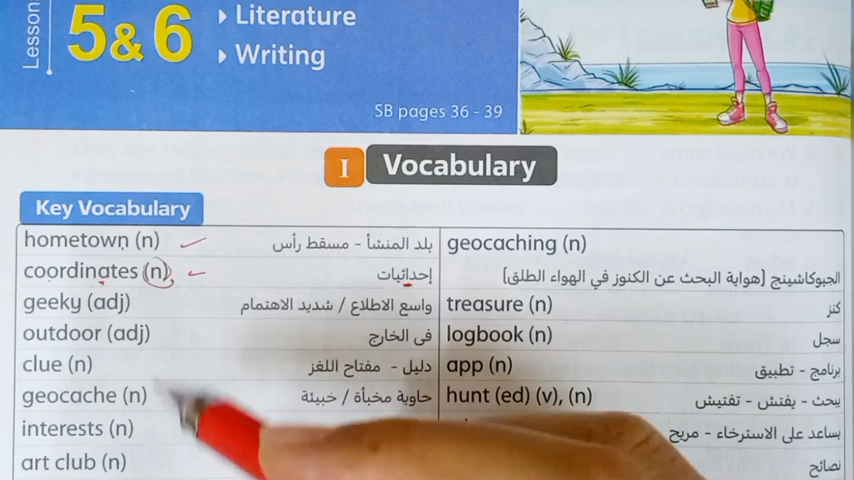 Lesson
5&6
Literature
Writing
SB pages 36 - 39
I Vocabulary
Key Vocabulary
hometown (n) بلد المنشأ - مسقط رأس
geocaching (n)
الجيوكاشينج [هواية البحث عن الكنوز في الهواء الطلق]
coordinates (n) إحداثيات
geeky (adj) واسع الاطلاع / شديد الاهتمام
treasure (n) كنز
outdoor (adj) فى الخارج
logbook (n) سجل
clue (n) دليل - مفتاح اللغز
app (n) برنامج - تطبيق
geocache (n) حاوية مخبأة / خبيئة
hunt (ed) (v), (n) يبحث - يفتش - تفتيش
interests (n)
يساعد على الاسترخاء - مريح
art club (n)
نصائح